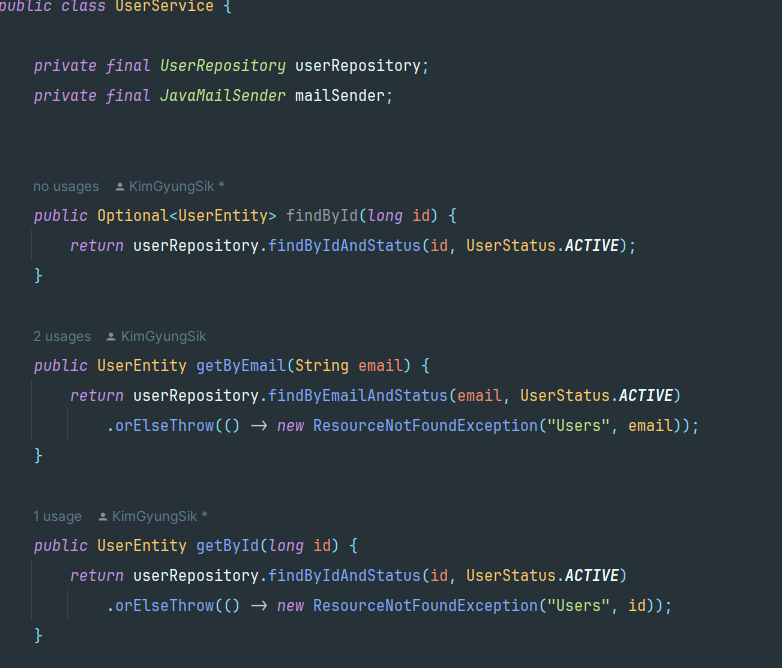 public class UserService {
private final UserRepository userRepository;
private final JavaMailSender mailSender;
no usages KimGyungSik *
public Optional<UserEntity> findById(long id) {
return userRepository.findByIdAndStatus(id, UserStatus.ACTIVE);
}
2 usages KimGyungSik
public UserEntity getByEmail(String email) {
return userRepository.findByEmailAndStatus(email, UserStatus.ACTIVE)
.orElseThrow(() -> new ResourceNotFoundException("Users", email));
}
1 usage KimGyungSik *
public UserEntity getById(long id) {
return userRepository.findByIdAndStatus(id, UserStatus.ACTIVE)
.orElseThrow(() -> new ResourceNotFoundException("Users", id));
}